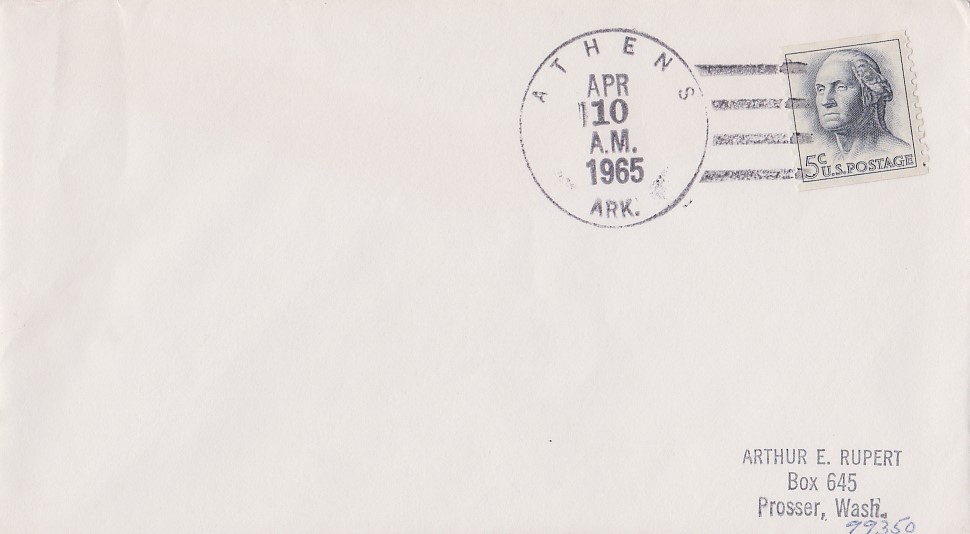 ATHENS
APR
10
A.M.
1965
ARK.
5c U.S.POSTAGE
ARTHUR E. RUPERT
Box 645
Prosser, Wash.
99350